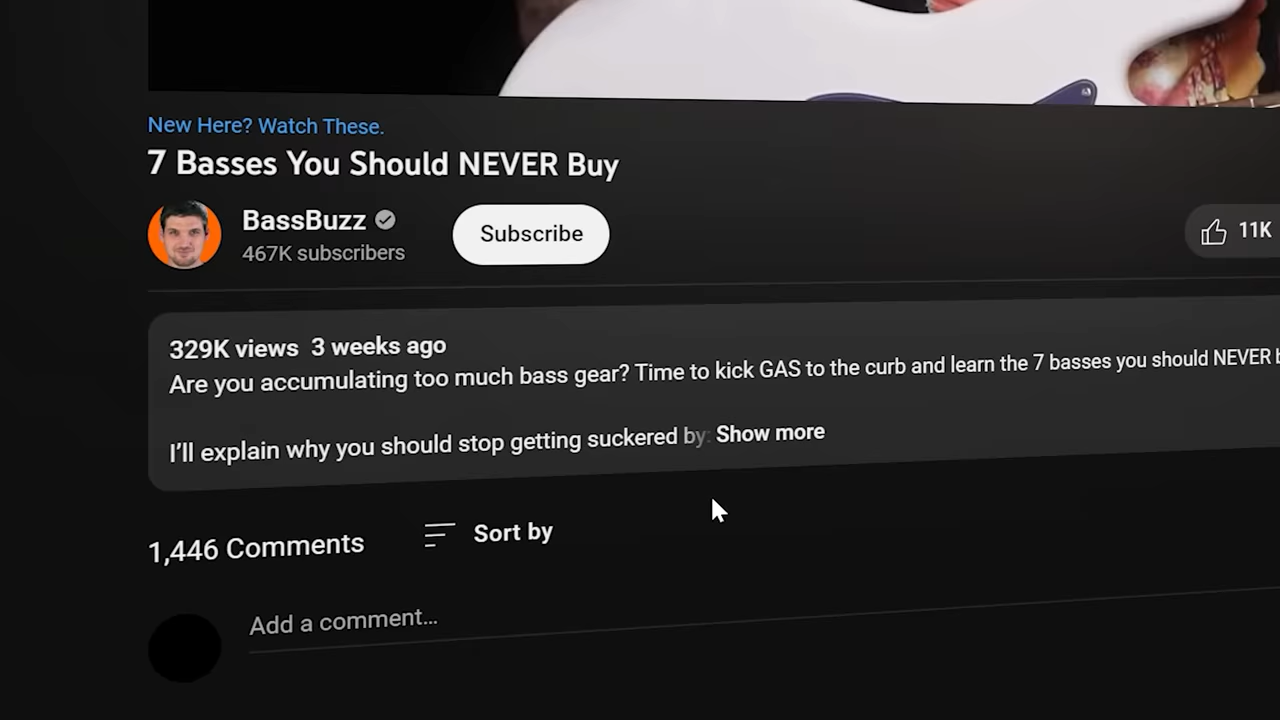 New Here? Watch These.
7 Basses You Should NEVER Buy
BassBuzz
467K subscribers
Subscribe
11K
329K views 3 weeks ago
Are you accumulating too much bass gear? Time to kick GAS to the curb and learn the 7 basses you should NEVER
I'll explain why you should stop getting suckered by: Show more
1,446 Comments
Sort by
Add a comment...